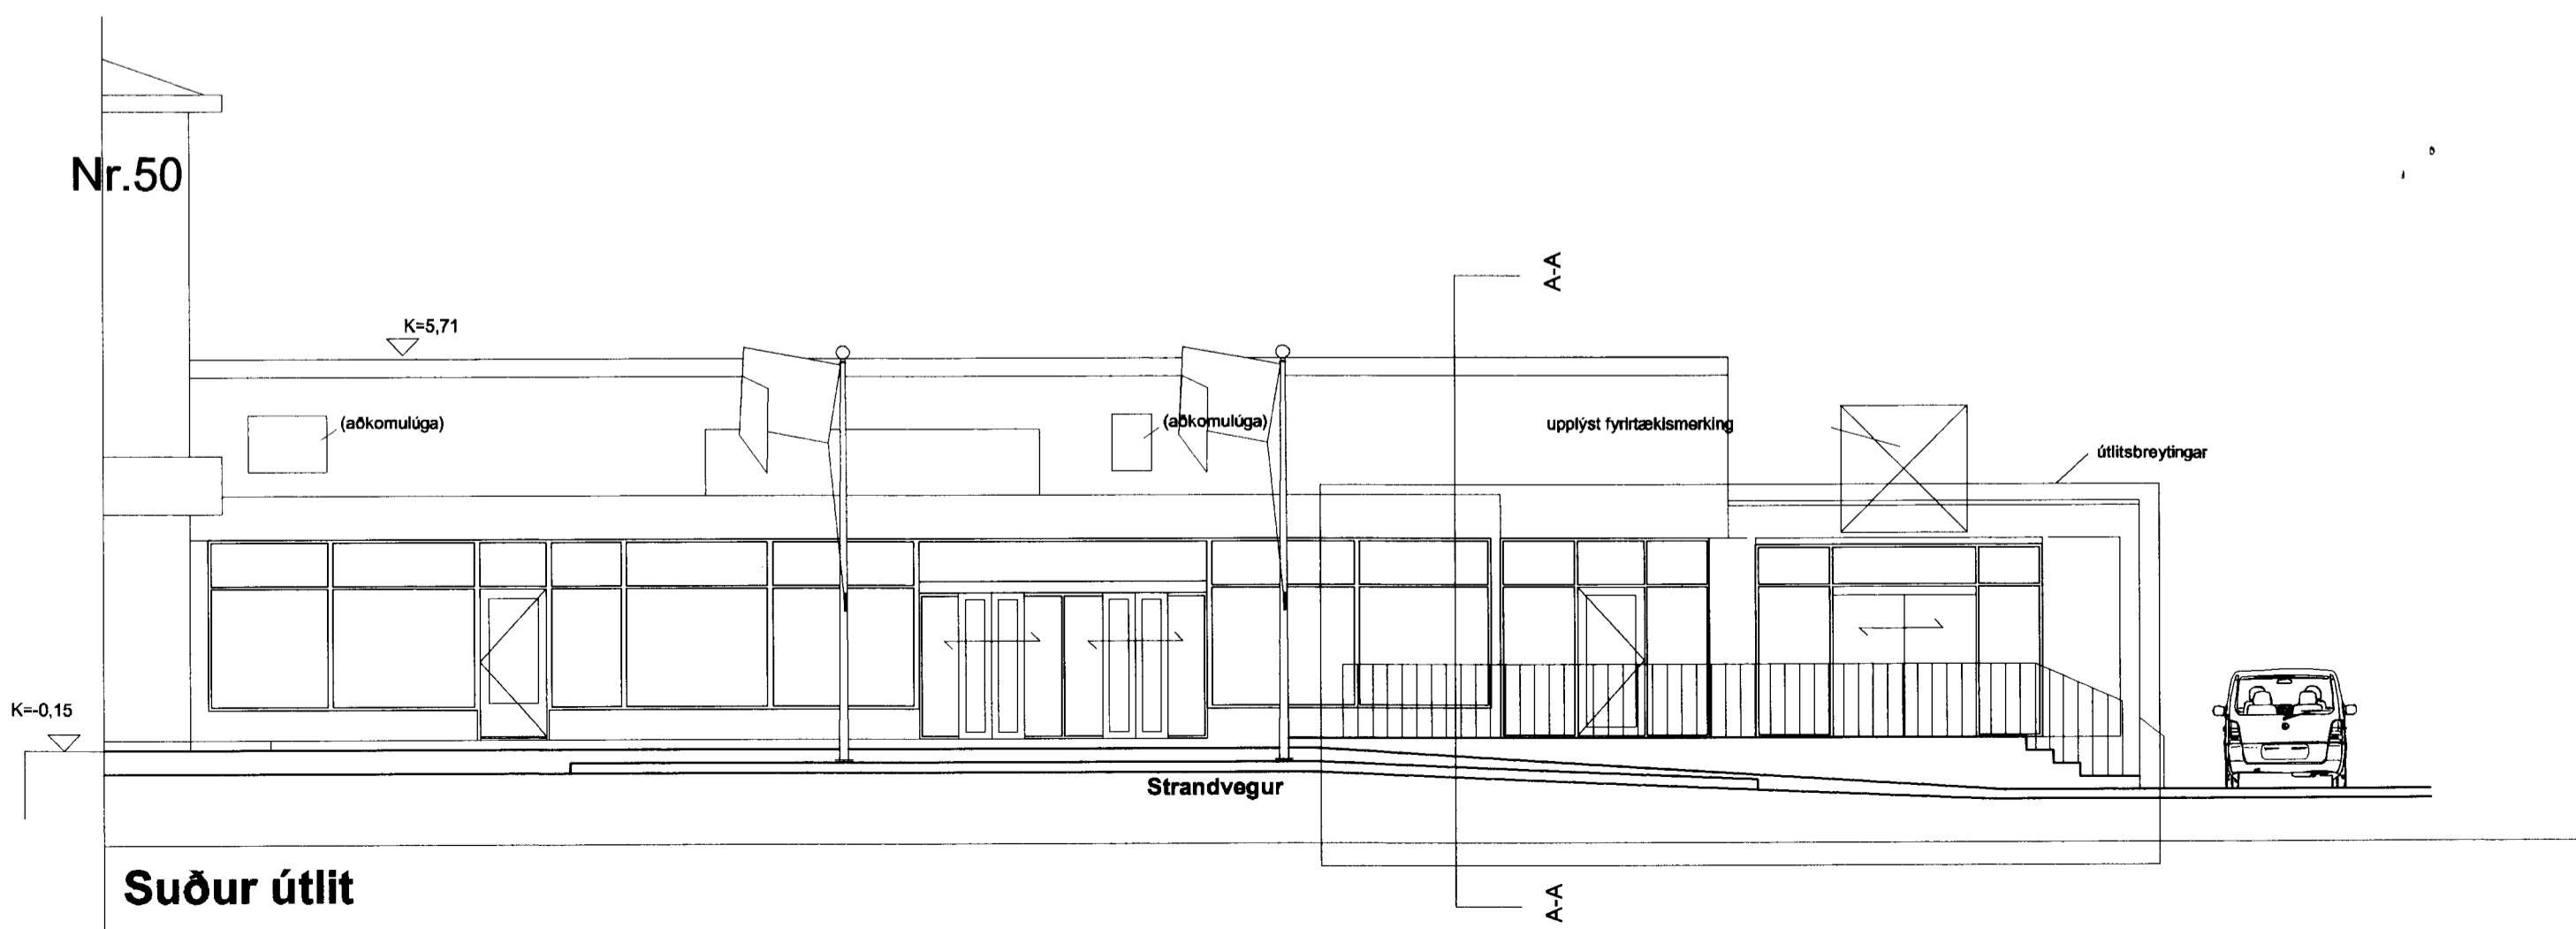 Nr.50
A-A
K=5,71
(aðkomulúga)
(aðkomulúga)
upplýst fyrirtækismerking
útlitsbreytingar
K=-0,15
Strandvegur
Suður útlit
A-A